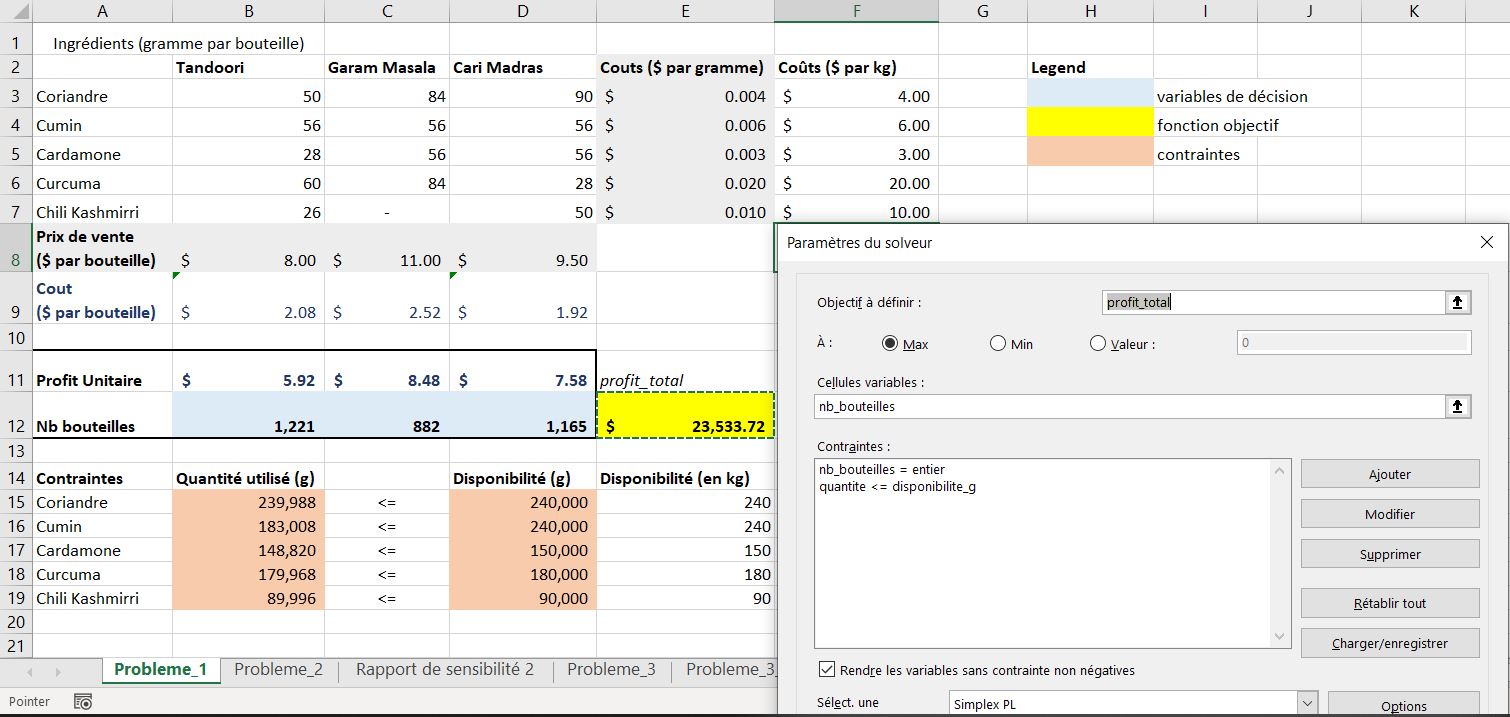 A B C D E F G H I J K
1 Ingrédients (gramme par bouteille)
2 Tandoori Garam Masala Cari Madras Couts ($ par gramme) Coûts ($ par kg) Legend
3 Coriandre 50 84 90 $ 0.004 $ 4.00 variables de décision
4 Cumin 56 56 56 $ 0.006 $ 6.00 fonction objectif
5 Cardamone 28 56 56 $ 0.003 $ 3.00 contraintes
6 Curcuma 60 84 28 $ 0.020 $ 20.00
7 Chili Kashmirri 26 - 50 $ 0.010 $ 10.00
Prix de vente
8 ($ par bouteille) $ 8.00 $ 11.00 $ 9.50
Cout
9 ($ par bouteille) $ 2.08 $ 2.52 $ 1.92
10
11 Profit Unitaire $ 5.92 $ 8.48 $ 7.58 profit_total
12 Nb bouteilles 1,221 882 1,165 $ 23,533.72
13
14 Contraintes Quantité utilisé (g) Disponibilité (g) Disponibilité (en kg)
15 Coriandre 239,988 <= 240,000 240
16 Cumin 183,008 <= 240,000 240
17 Cardamone 148,820 <= 150,000 150
18 Curcuma 179,968 <= 180,000 180
19 Chili Kashmirri 89,996 <= 90,000 90
20
21
Paramètres du solveur
Objectif à définir : profit_total
À : Max Min Valeur : 0
Cellules variables :
nb_bouteilles
Contraintes :
nb_bouteilles = entier
quantite <= disponibilite_g
Ajouter
Modifier
Supprimer
Rétablir tout
Charger/enregistrer
Rendre les variables sans contrainte non négatives
Sélect. une Simplex PL Options
Probleme_1 Probleme_2 Rapport de sensibilité 2 Probleme_3 Probleme_3_
Pointer